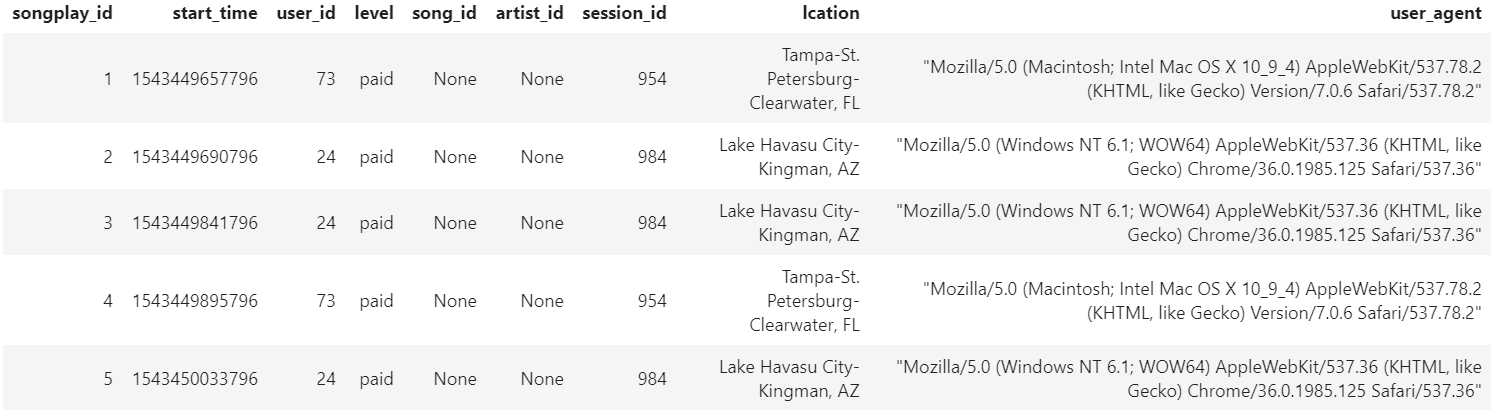 songplay_id start_time user_id level song_id artist_id session_id lcation user_agent
1 1543449657796 73 paid None None 954 Tampa-St. Petersburg-Clearwater, FL "Mozilla/5.0 (Macintosh; Intel Mac OS X 10_9_4) AppleWebKit/537.78.2 (KHTML, like Gecko) Version/7.0.6 Safari/537.78.2"
2 1543449690796 24 paid None None 984 Lake Havasu City-Kingman, AZ "Mozilla/5.0 (Windows NT 6.1; WOW64) AppleWebKit/537.36 (KHTML, like Gecko) Chrome/36.0.1985.125 Safari/537.36"
3 1543449841796 24 paid None None 984 Lake Havasu City-Kingman, AZ "Mozilla/5.0 (Windows NT 6.1; WOW64) AppleWebKit/537.36 (KHTML, like Gecko) Chrome/36.0.1985.125 Safari/537.36"
4 1543449895796 73 paid None None 954 Tampa-St. Petersburg-Clearwater, FL "Mozilla/5.0 (Macintosh; Intel Mac OS X 10_9_4) AppleWebKit/537.78.2 (KHTML, like Gecko) Version/7.0.6 Safari/537.78.2"
5 1543450033796 24 paid None None 984 Lake Havasu City-Kingman, AZ "Mozilla/5.0 (Windows NT 6.1; WOW64) AppleWebKit/537.36 (KHTML, like Gecko) Chrome/36.0.1985.125 Safari/537.36"